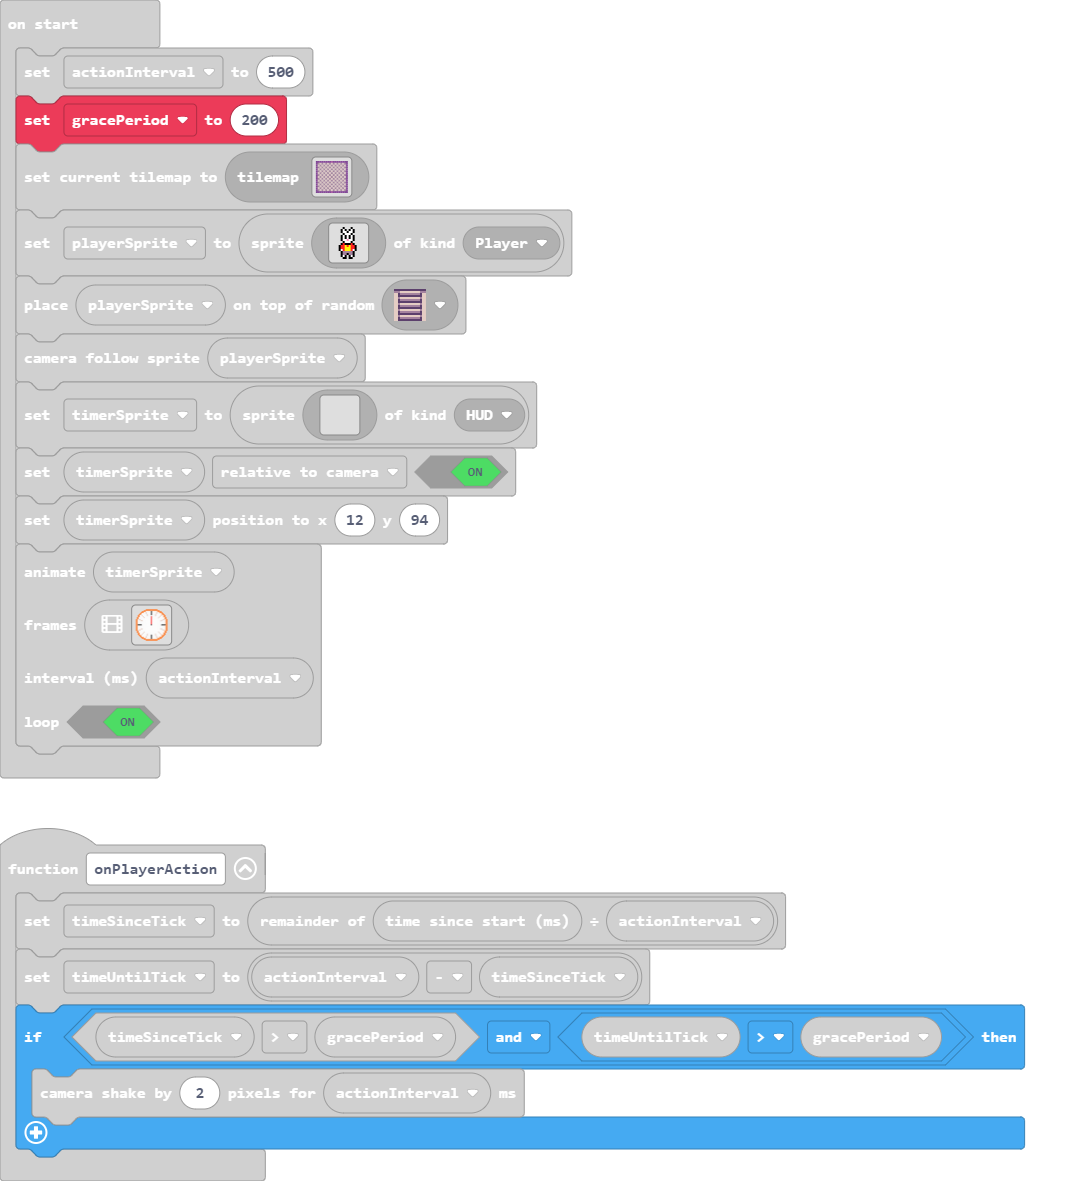 on start
set actionInterval to 500
set gracePeriod to 200
set current tilemap to tilemap
set playerSprite to sprite of kind Player
place playerSprite on top of random
camera follow sprite playerSprite
set timerSprite to sprite of kind HUD
set timerSprite relative to camera ON
set timerSprite position to x 12 y 94
animate timerSprite
frames
interval (ms) actionInterval
loop ON
function onPlayerAction
set timeSinceTick to remainder of time since start (ms) ÷ actionInterval
set timeUntilTick to actionInterval - timeSinceTick
if timeSinceTick > gracePeriod and timeUntilTick > gracePeriod then
camera shake by 2 pixels for actionInterval ms